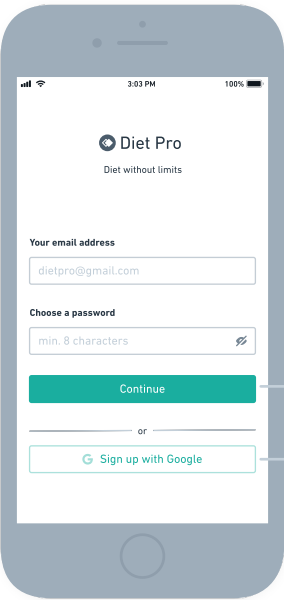 3:03 PM 100%
Diet Pro
Diet without limits
Your email address
dietpro@gmail.com
Choose a password
min. 8 characters
Continue
or
G Sign up with Google